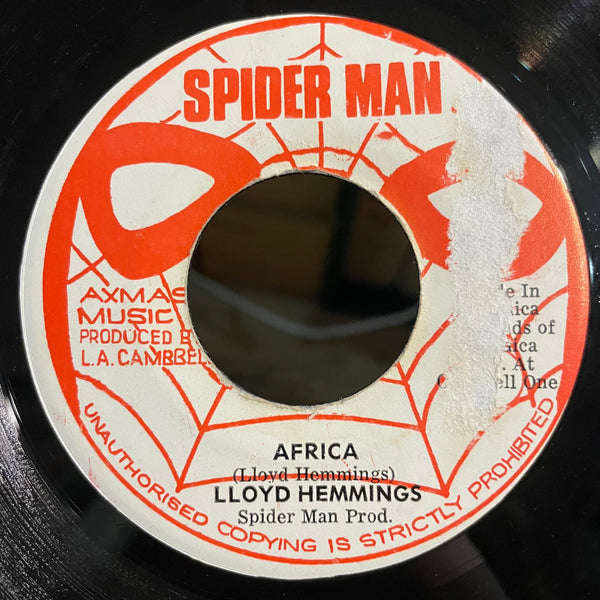 SPIDER MAN
AXMAS
MUSIC
PRODUCED B
L.A. CAMBBEL
e In
ica
ds of
ica
. At
ell One
AFRICA
(Lloyd Hemmings)
LLOYD HEMMINGS
Spider Man Prod.
UNAUTHORISED COPYING IS STRICTLY PROHIBITED